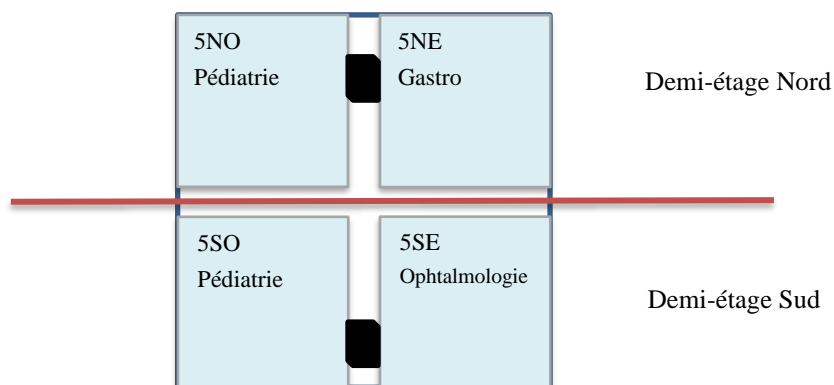 5NO
Pédiatrie
5NE
Gastro
Demi-étage Nord
5SO
Pédiatrie
5SE
Ophtalmologie
Demi-étage Sud